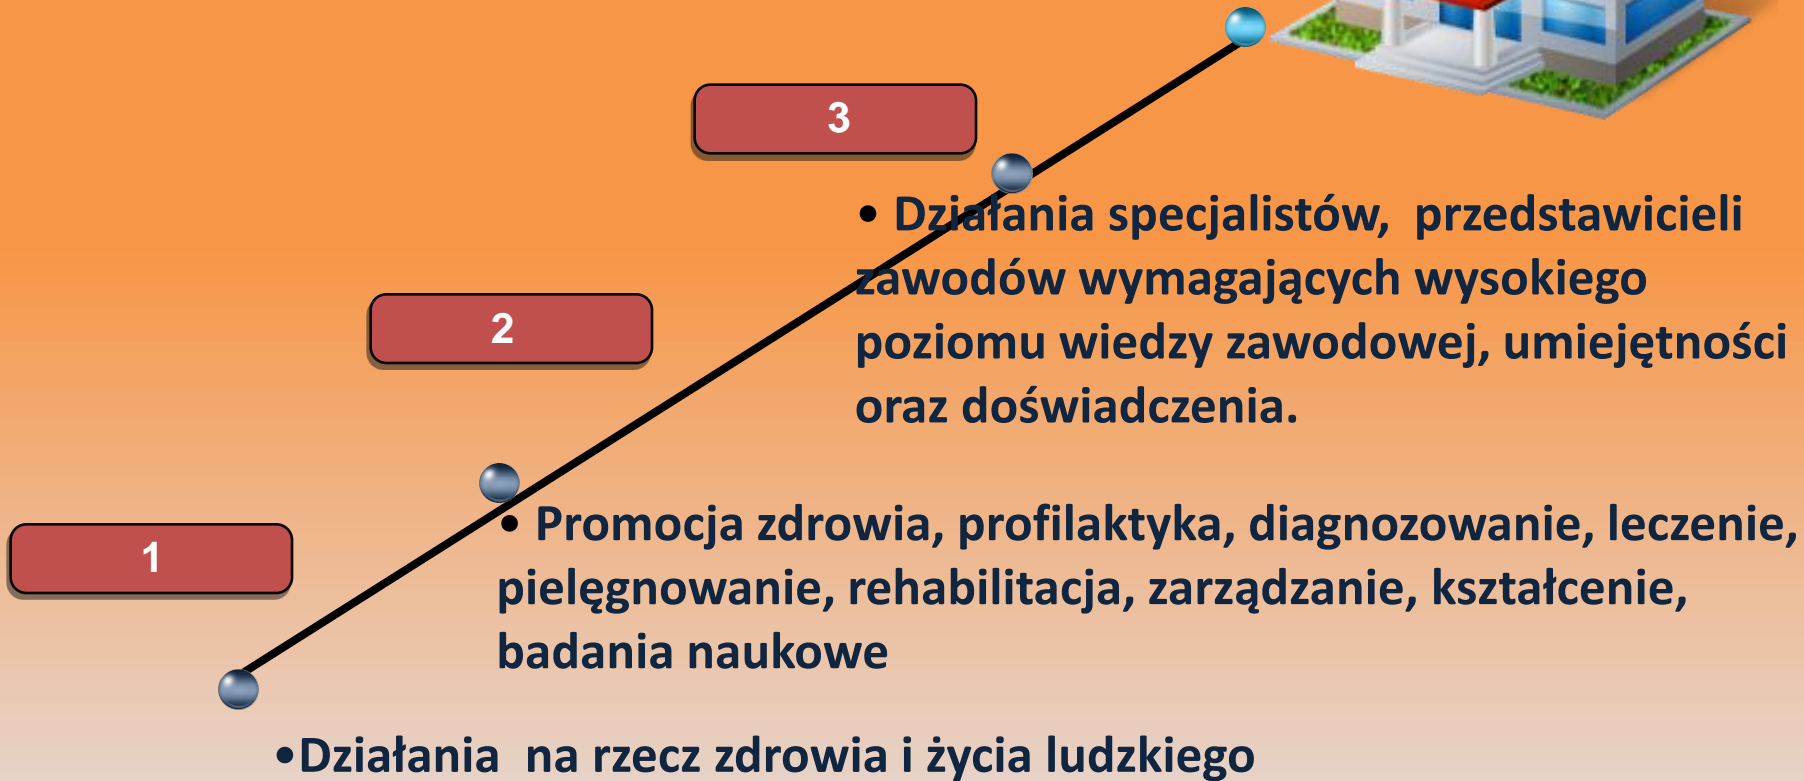 3
• Działania specjalistów, przedstawicieli
zawodów wymagających wysokiego
poziomu wiedzy zawodowej, umiejętności
oraz doświadczenia.
2
• Promocja zdrowia, profilaktyka, diagnozowanie, leczenie,
pielęgnowanie, rehabilitacja, zarządzanie, kształcenie,
badania naukowe
1
•Działania na rzecz zdrowia i życia ludzkiego